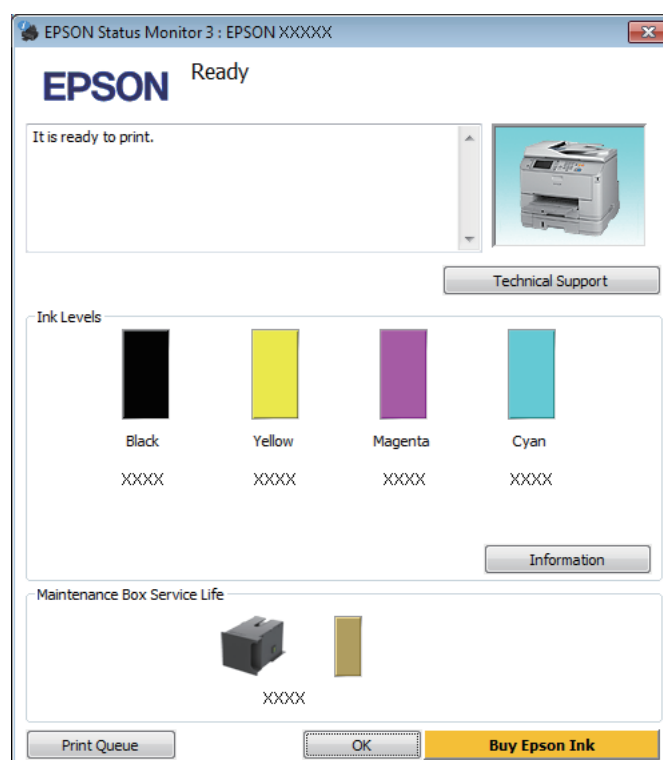 EPSON Status Monitor 3 : EPSON XXXXX
EPSON
Ready
It is ready to print.
Technical Support
Ink Levels
Black Yellow Magenta Cyan
XXXX XXXX XXXX XXXX
Information
Maintenance Box Service Life
XXXX
Print Queue OK Buy Epson Ink